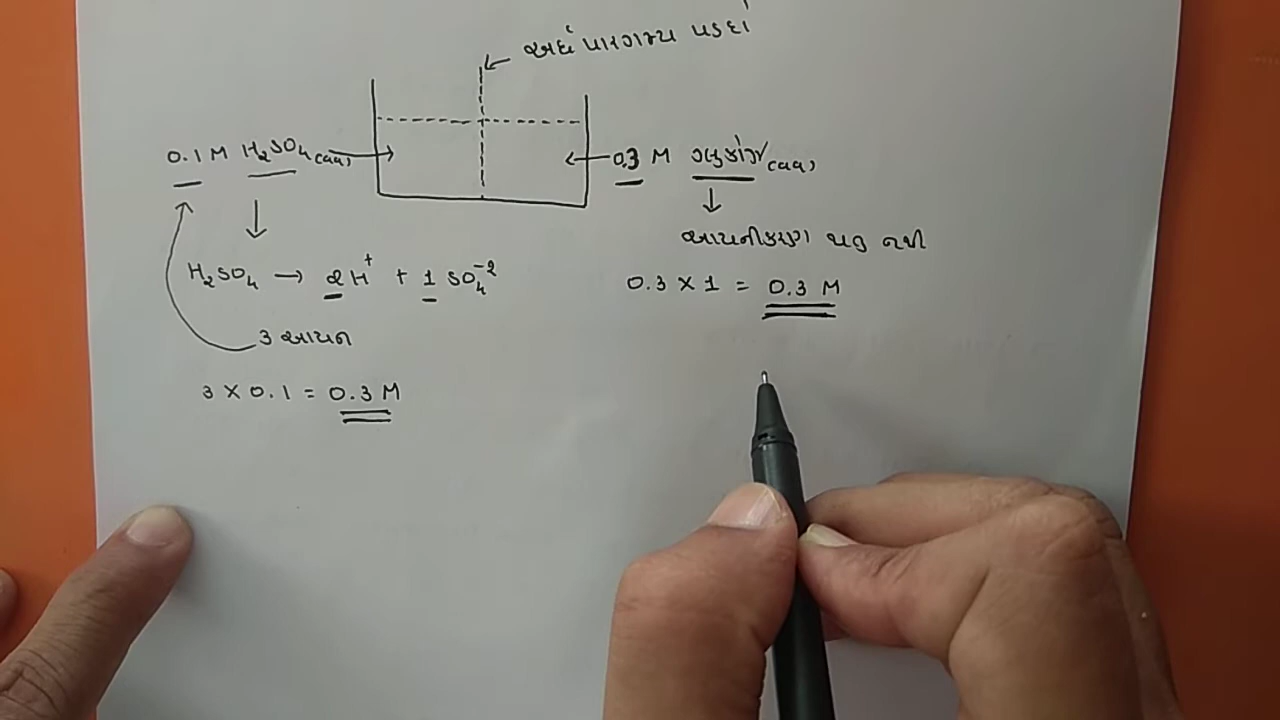 અર્ધ પારગમ્ય પડદો
0.1 M H₂SO₄(aq)
0.3 M ગ્લુકોઝ(aq)
આયનીકરણ થતુ નથી
H₂SO₄ → 2H⁺ + 1 SO₄⁻²
0.3 × 1 = 0.3 M
3 આયન
3 × 0.1 = 0.3 M